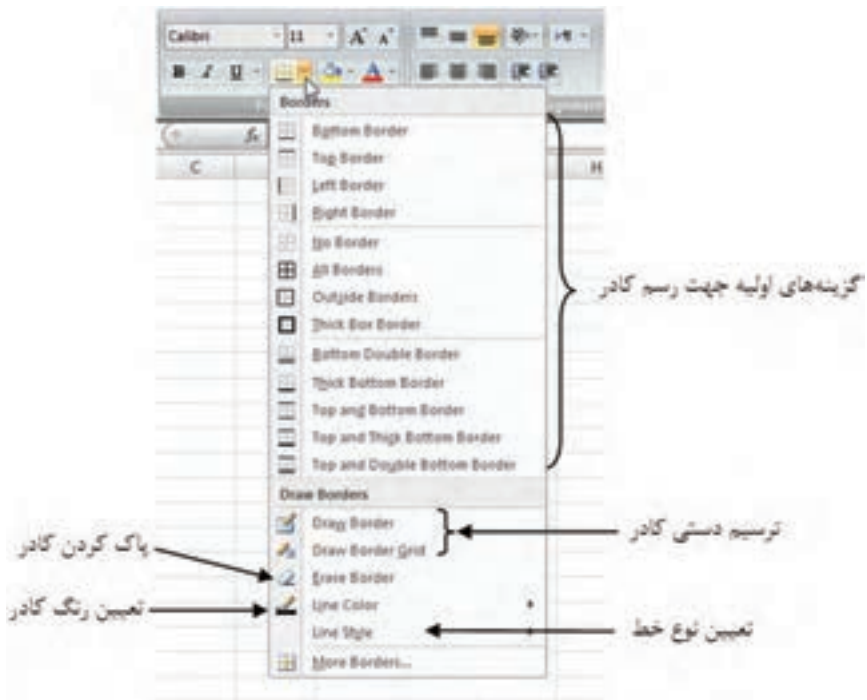 Calibri 11 A A
B I U A
Borders
fx
C H
Bottom Border
Top Border
Left Border
Right Border
No Border
All Borders
Outside Borders
Thick Box Border
گزینه‌های اولیه جهت رسم کادر
Bottom Double Border
Thick Bottom Border
Top and Bottom Border
Top and Thick Bottom Border
Top and Double Bottom Border
Draw Borders
Draw Border
ترسیم دستی کادر
Draw Border Grid
پاک کردن کادر
Erase Border
Line Color
تعیین رنگ کادر
Line Style
تعیین نوع خط
More Borders...